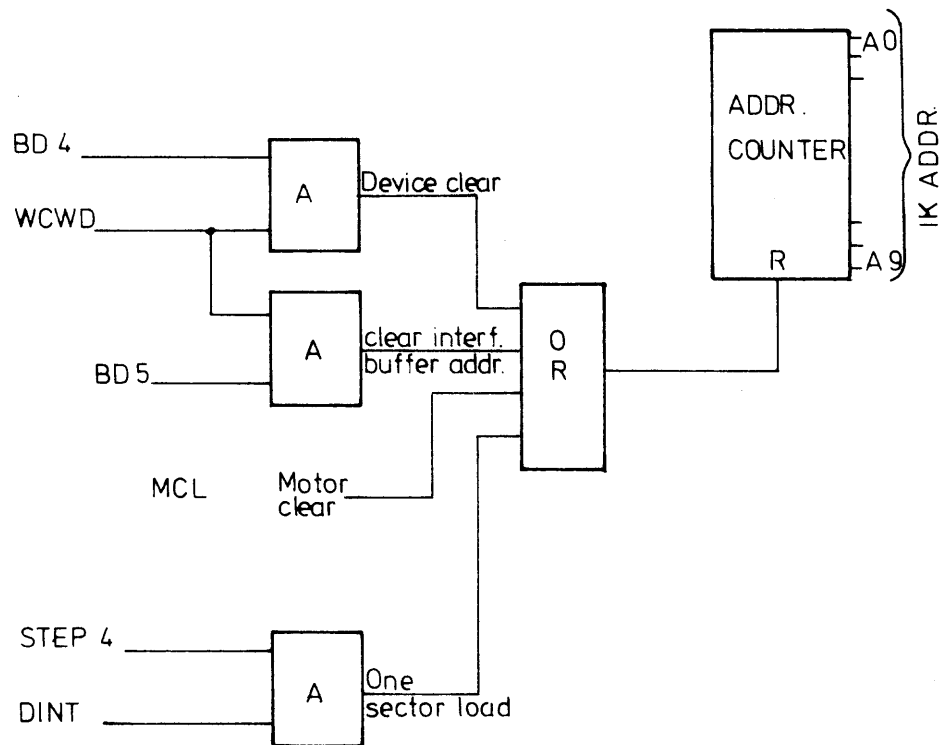 A0
ADDR.
COUNTER
IK ADDR.
R
A9
BD 4
A
Device clear
WCWD
A
clear interf.
buffer addr.
BD 5
O
R
MCL
Motor
clear
STEP 4
A
One
sector load
DINT